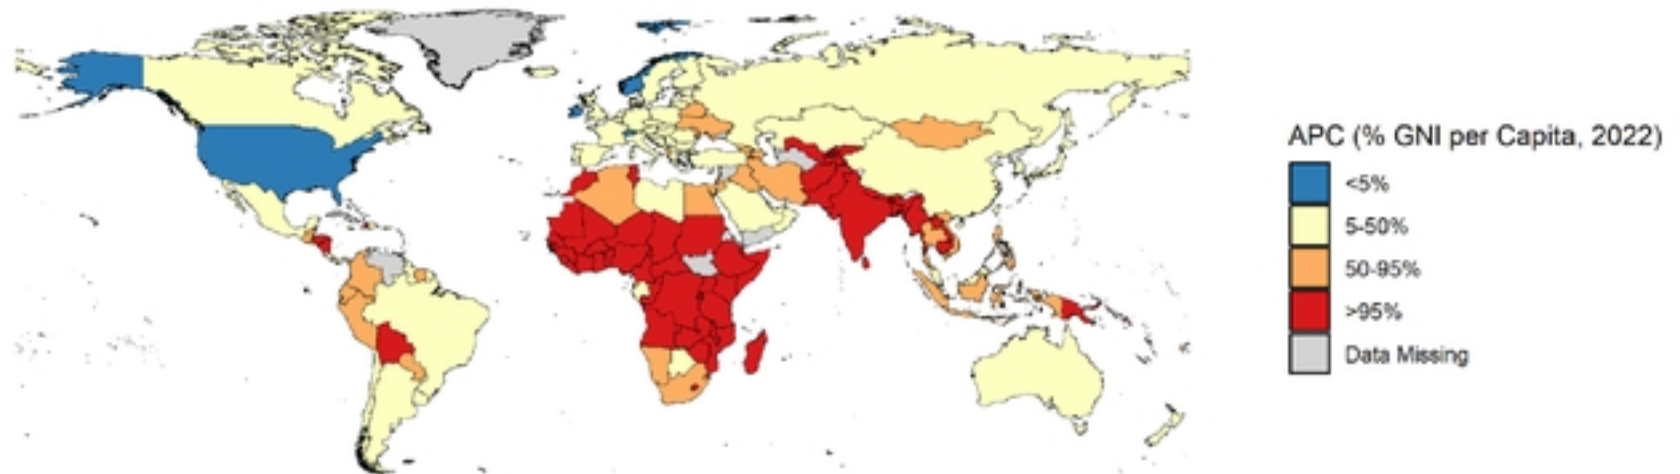 APC (% GNI per Capita, 2022)
<5%
5-50%
50-95%
>95%
Data Missing